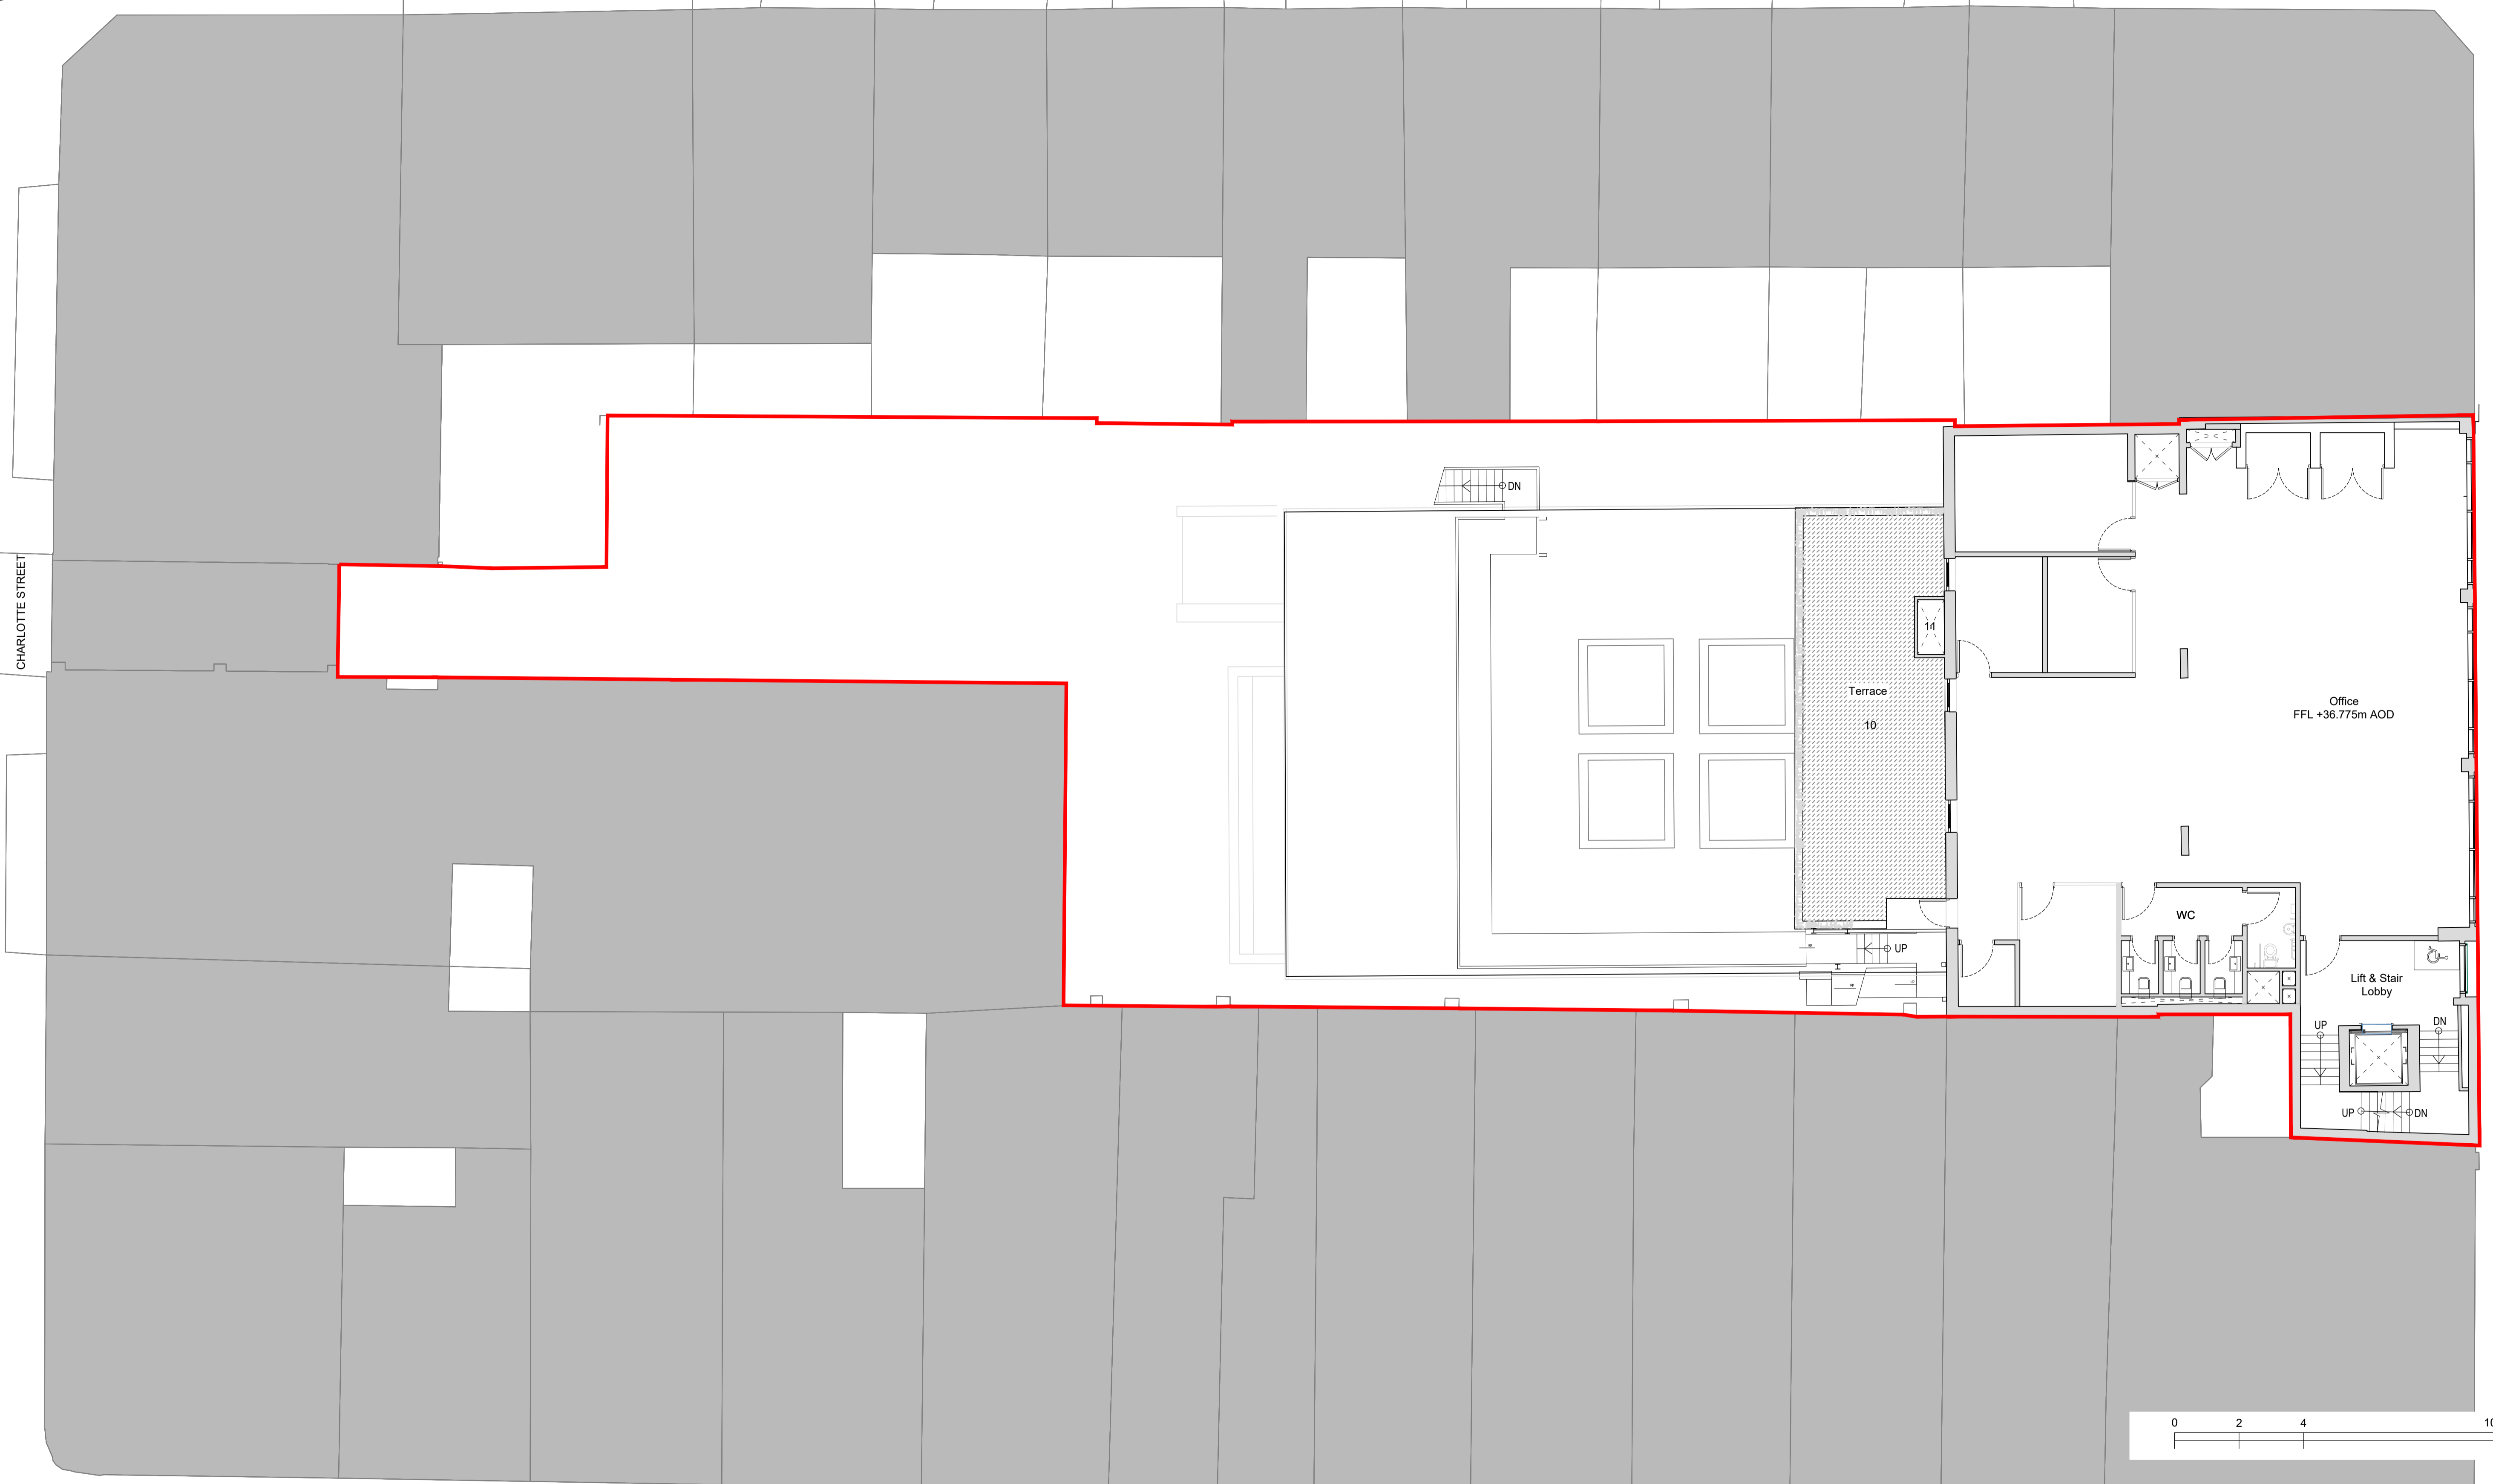 CHARLOTTE STREET
DN
11
Terrace
10
Office
FFL +36.775m AOD
WC
UP
Lift & Stair
Lobby
UP
DN
UP
DN
0 2 4 10